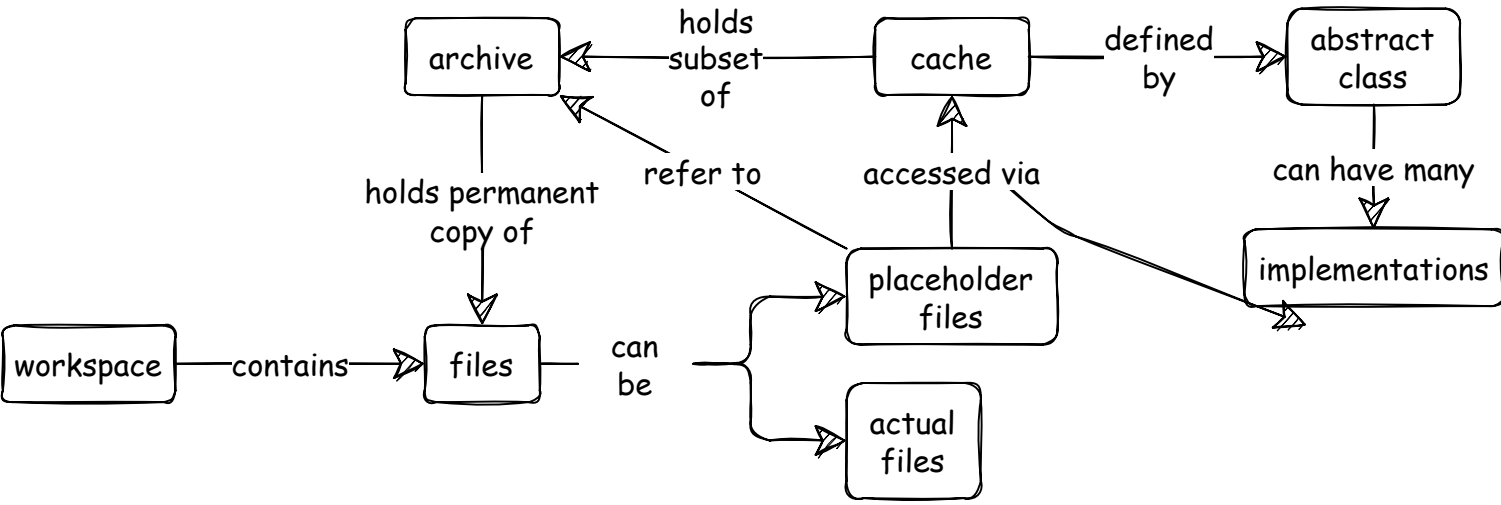 holds
subset
of
archive
cache
defined
by
abstract
class
holds permanent
copy of
refer to
accessed via
can have many
placeholder
files
implementations
workspace
contains
files
can
be
actual
files